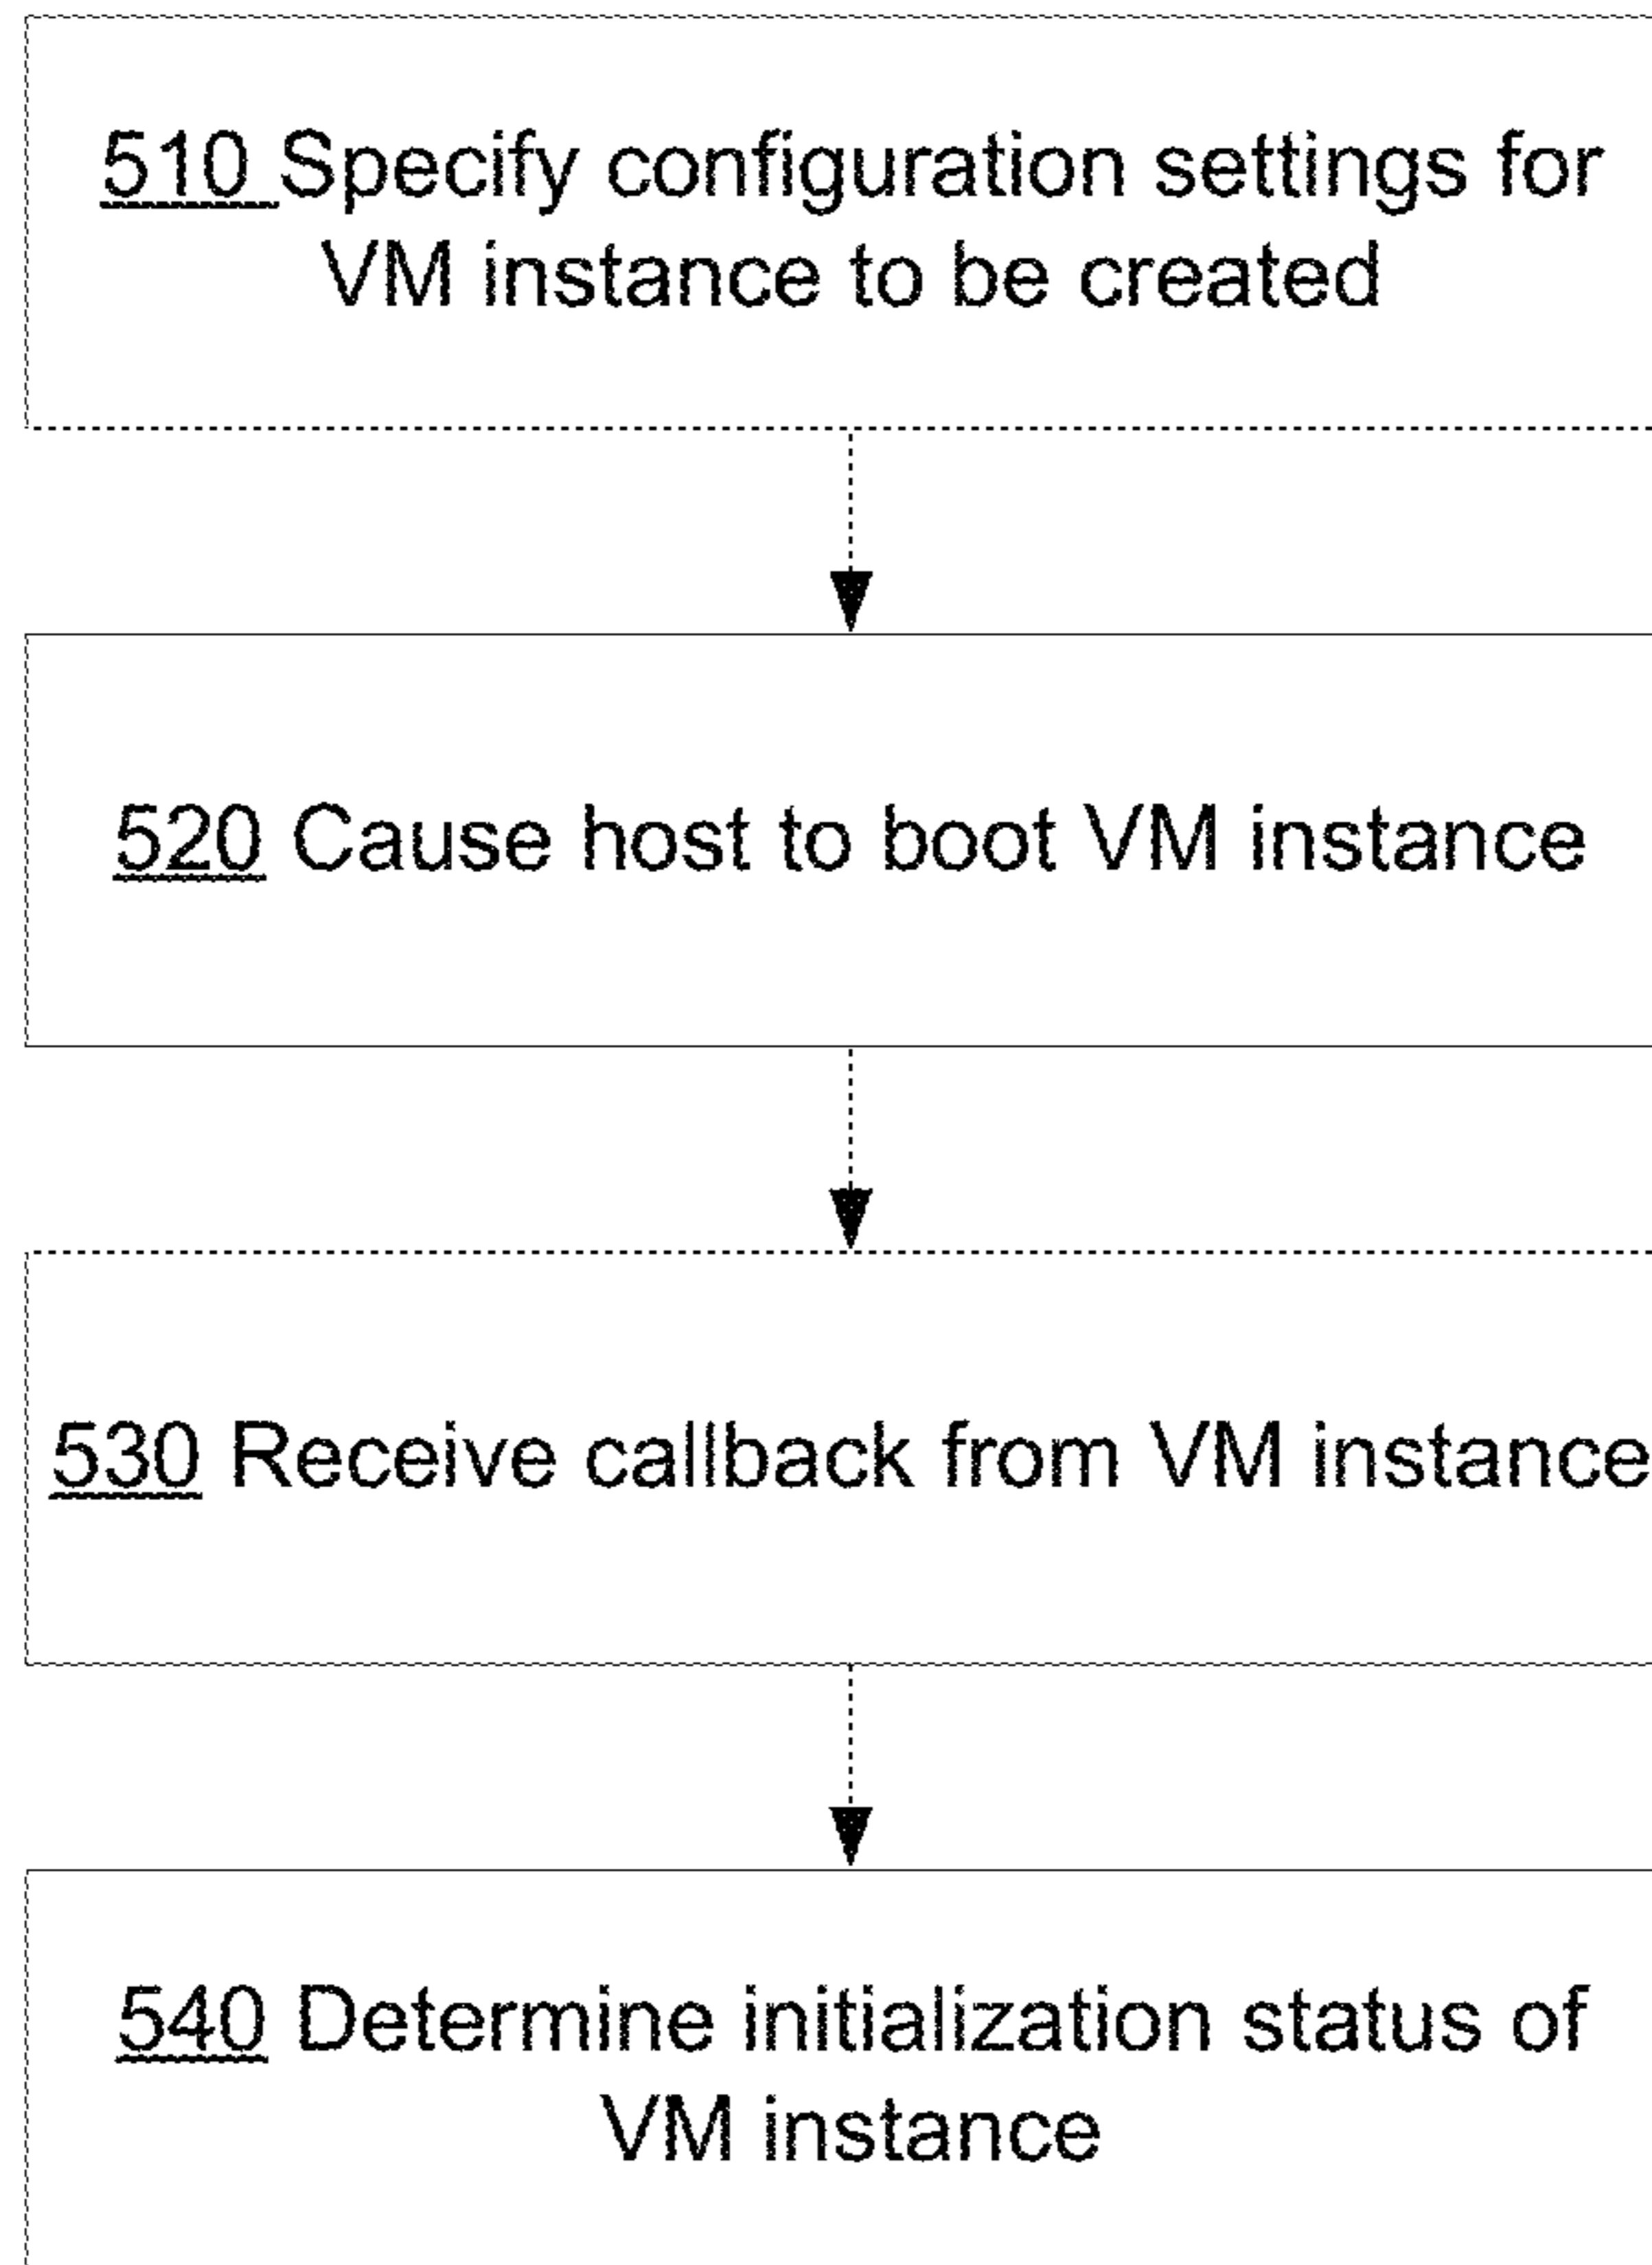 510 Specify configuration settings for
VM instance to be created
520 Cause host to boot VM instance
530 Receive callback from VM instance
540 Determine initialization status of
VM instance